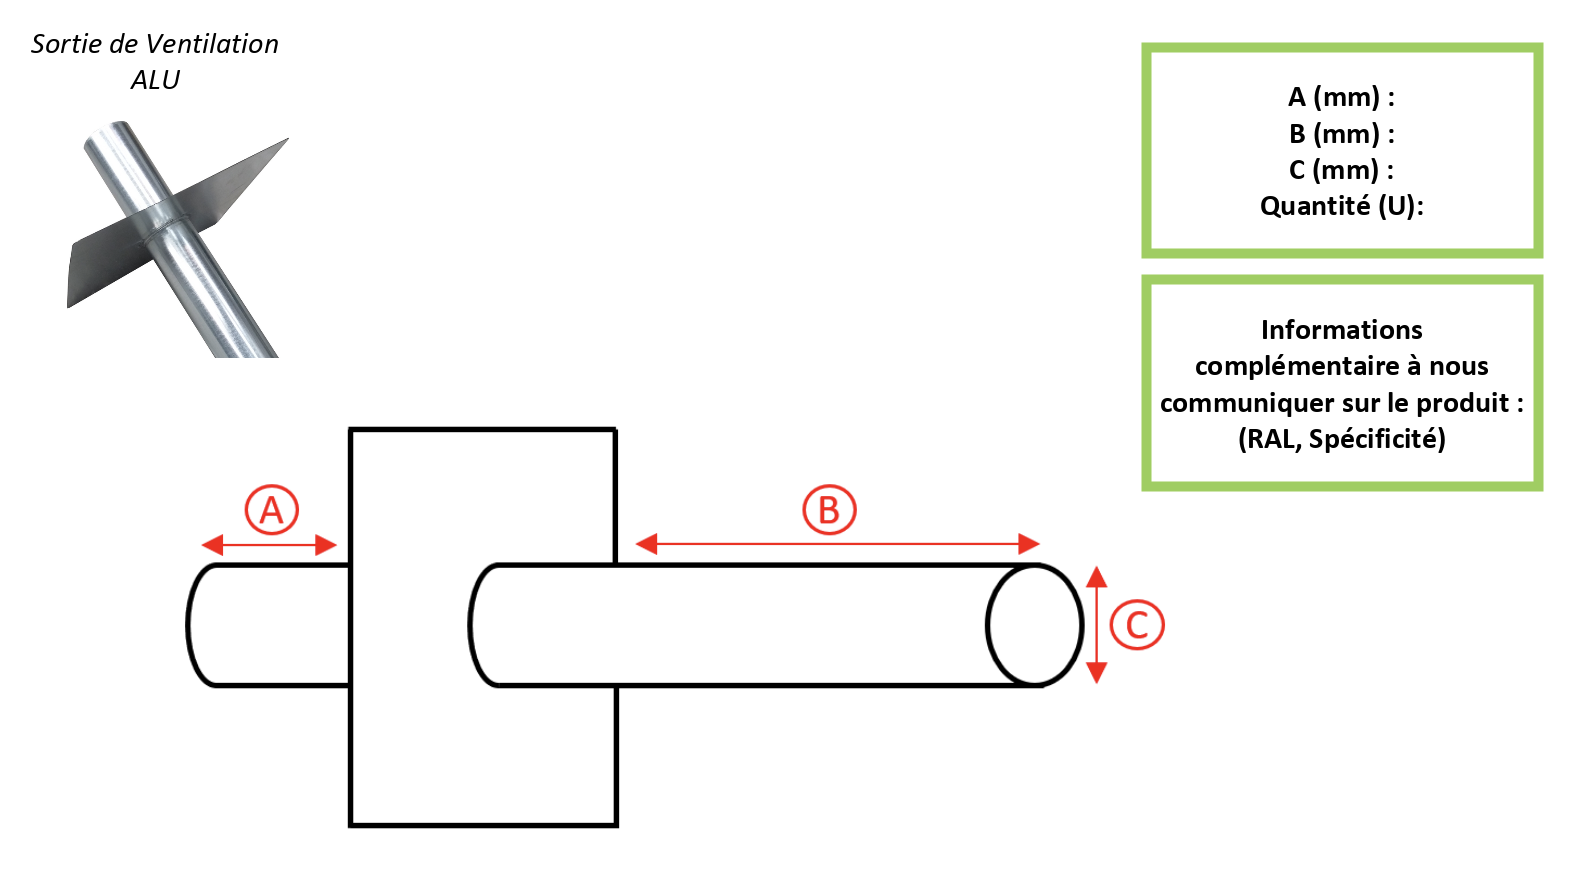 Sortie de Ventilation
ALU
A (mm) :
B (mm) :
C (mm) :
Quantité (U):
Informations
complémentaire à nous
communiquer sur le produit :
(RAL, Spécificité)
A
B
C